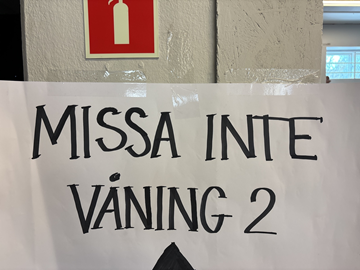 MISSA INTE
VÅNING 2